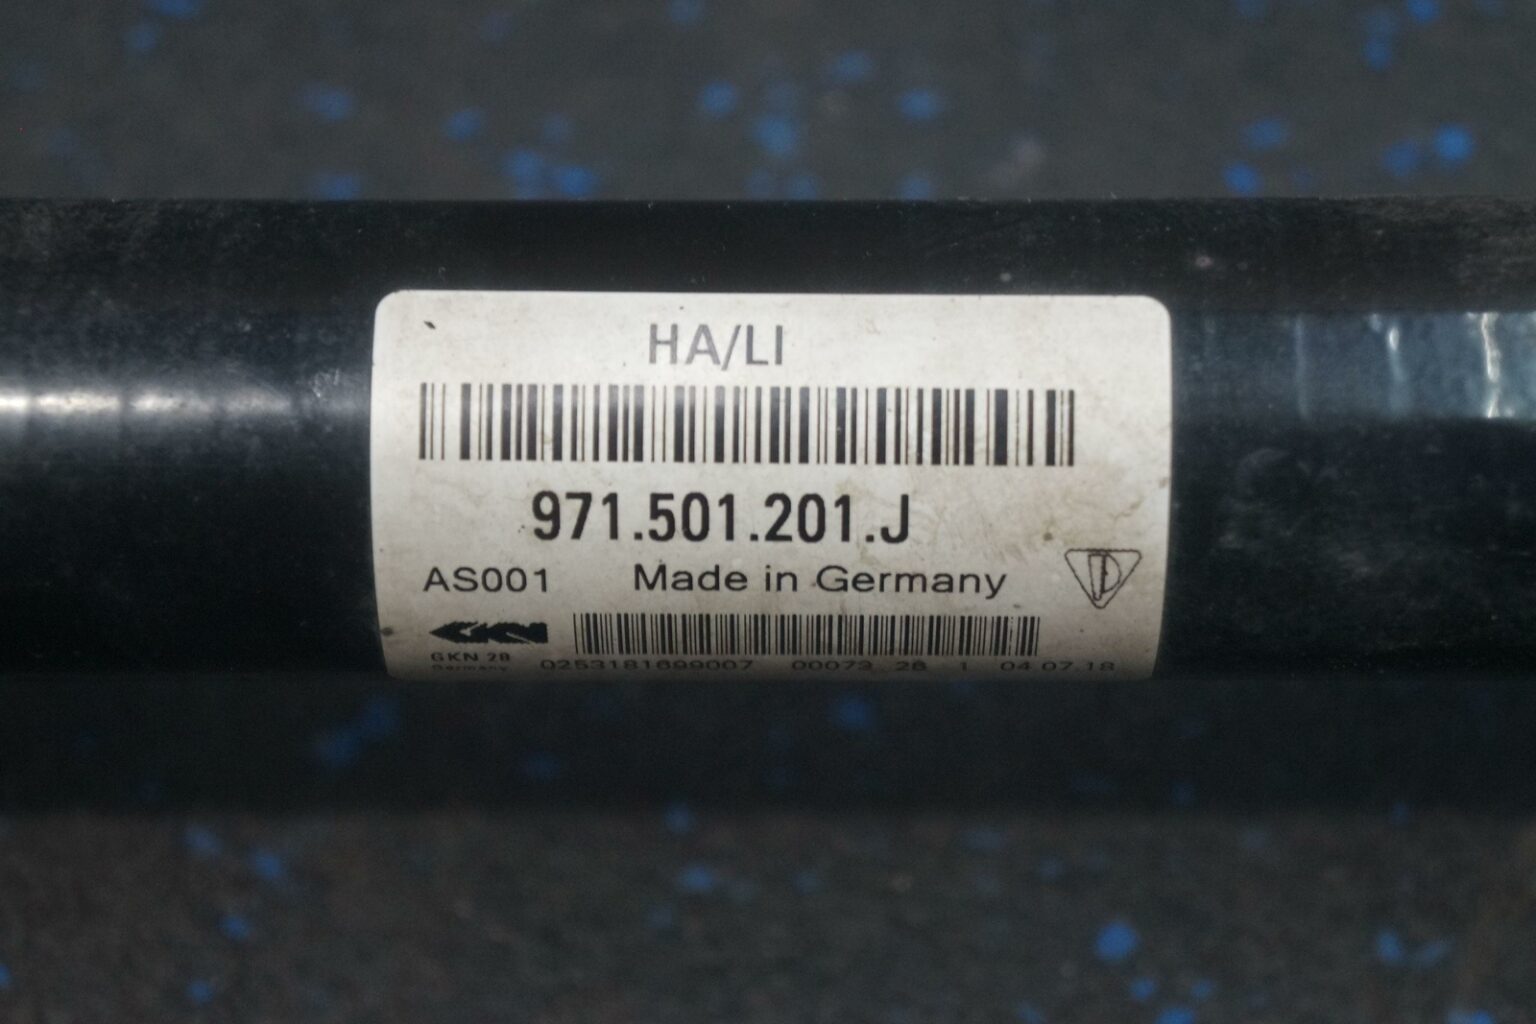 HA/LI
971.501.201.J
AS001 Made in Germany
GKN
GKN 28
Germany 0253181699007 00073 28 1 04.07.18